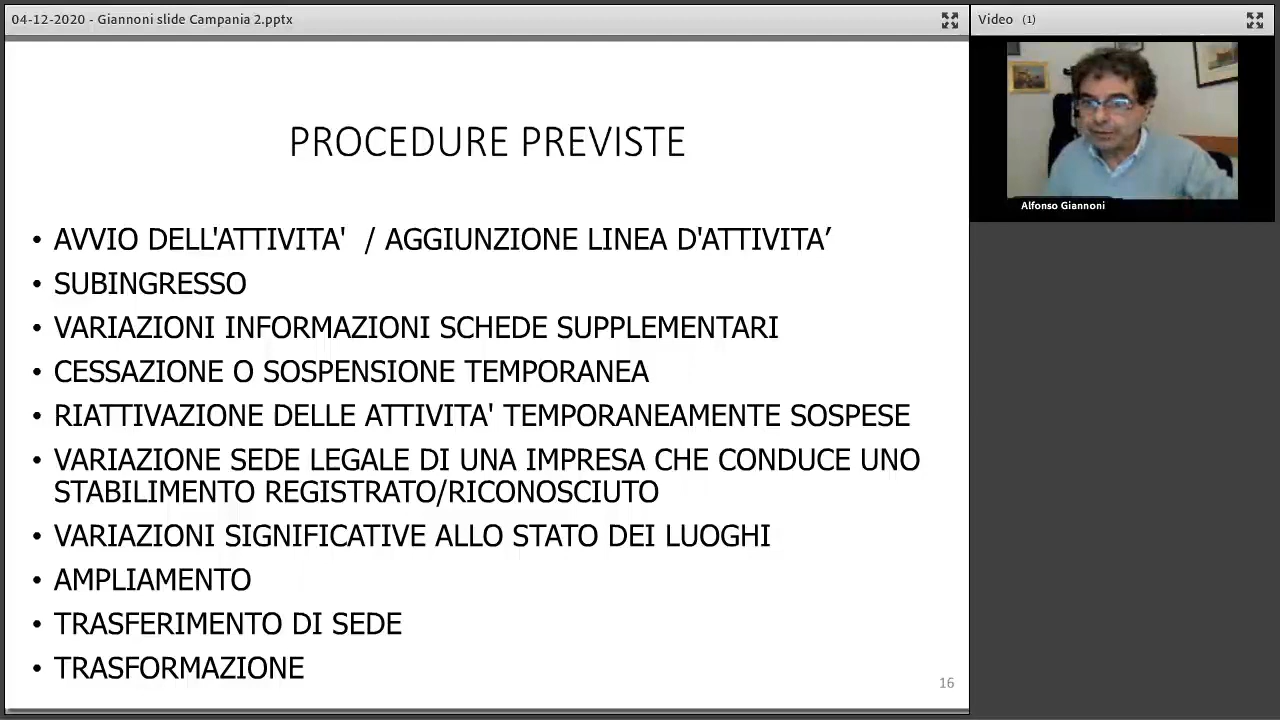 04-12-2020 - Giannoni slide Campania 2.pptx
Video (1)
Alfonso Giannoni
PROCEDURE PREVISTE
• AVVIO DELL'ATTIVITA' / AGGIUNZIONE LINEA D'ATTIVITA’
• SUBINGRESSO
• VARIAZIONI INFORMAZIONI SCHEDE SUPPLEMENTARI
• CESSAZIONE O SOSPENSIONE TEMPORANEA
• RIATTIVAZIONE DELLE ATTIVITA' TEMPORANEAMENTE SOSPESE
• VARIAZIONE SEDE LEGALE DI UNA IMPRESA CHE CONDUCE UNO
STABILIMENTO REGISTRATO/RICONOSCIUTO
• VARIAZIONI SIGNIFICATIVE ALLO STATO DEI LUOGHI
• AMPLIAMENTO
• TRASFERIMENTO DI SEDE
• TRASFORMAZIONE
16